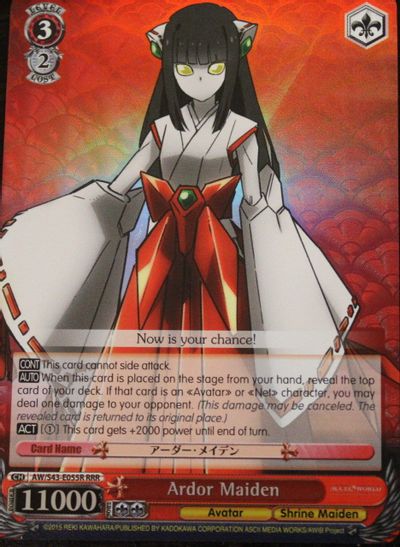 LEVEL
3
2
COST
Now is your chance!
CONT This card cannot side attack.
AUTO When this card is placed on the stage from your hand, reveal the top
card of your deck. If that card is an «Avatar» or «Net» character, you may
deal one damage to your opponent. (This damage may be canceled. The
revealed card is returned to its original place.)
ACT [①] This card gets +2000 power until end of turn.
Card Name アーダー・メイデン
CH AW/S43-E055R RRR
Ardor Maiden
POWER 11000
Avatar
Shrine Maiden
©2015 REKI KAWAHARA/PUBLISHED BY KADOKAWA CORPORATION ASCII MEDIA WORKS/AWIB Project